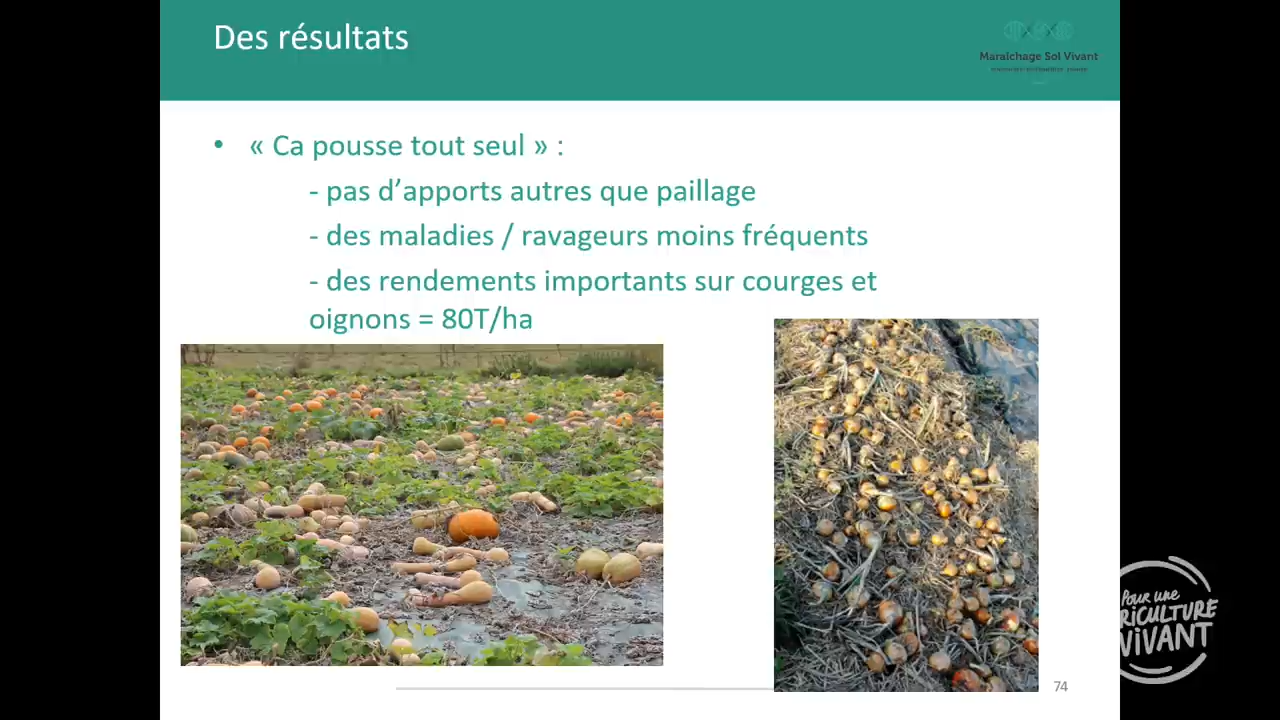 Des résultats
Maraîchage Sol Vivant
• « Ca pousse tout seul » :
- pas d’apports autres que paillage
- des maladies / ravageurs moins fréquents
- des rendements importants sur courges et
oignons = 80T/ha
74
Pour une
RICULTURE
ViVANT